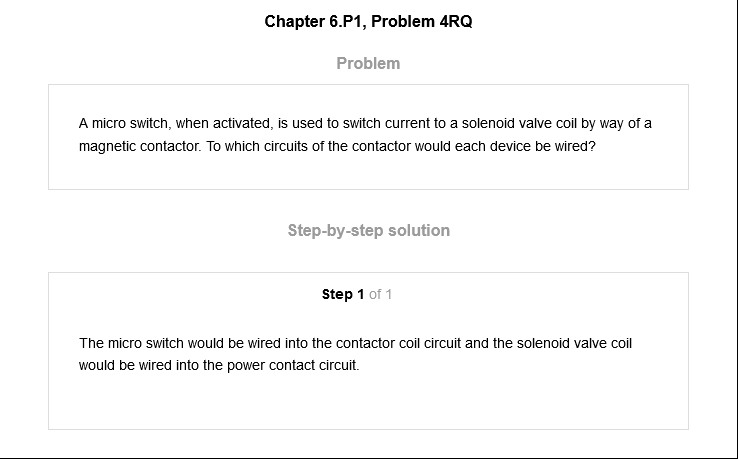 Chapter 6.P1, Problem 4RQ
Problem
A micro switch, when activated, is used to switch current to a solenoid valve coil by way of a
magnetic contactor. To which circuits of the contactor would each device be wired?
Step-by-step solution
Step 1 of 1
The micro switch would be wired into the contactor coil circuit and the solenoid valve coil
would be wired into the power contact circuit.